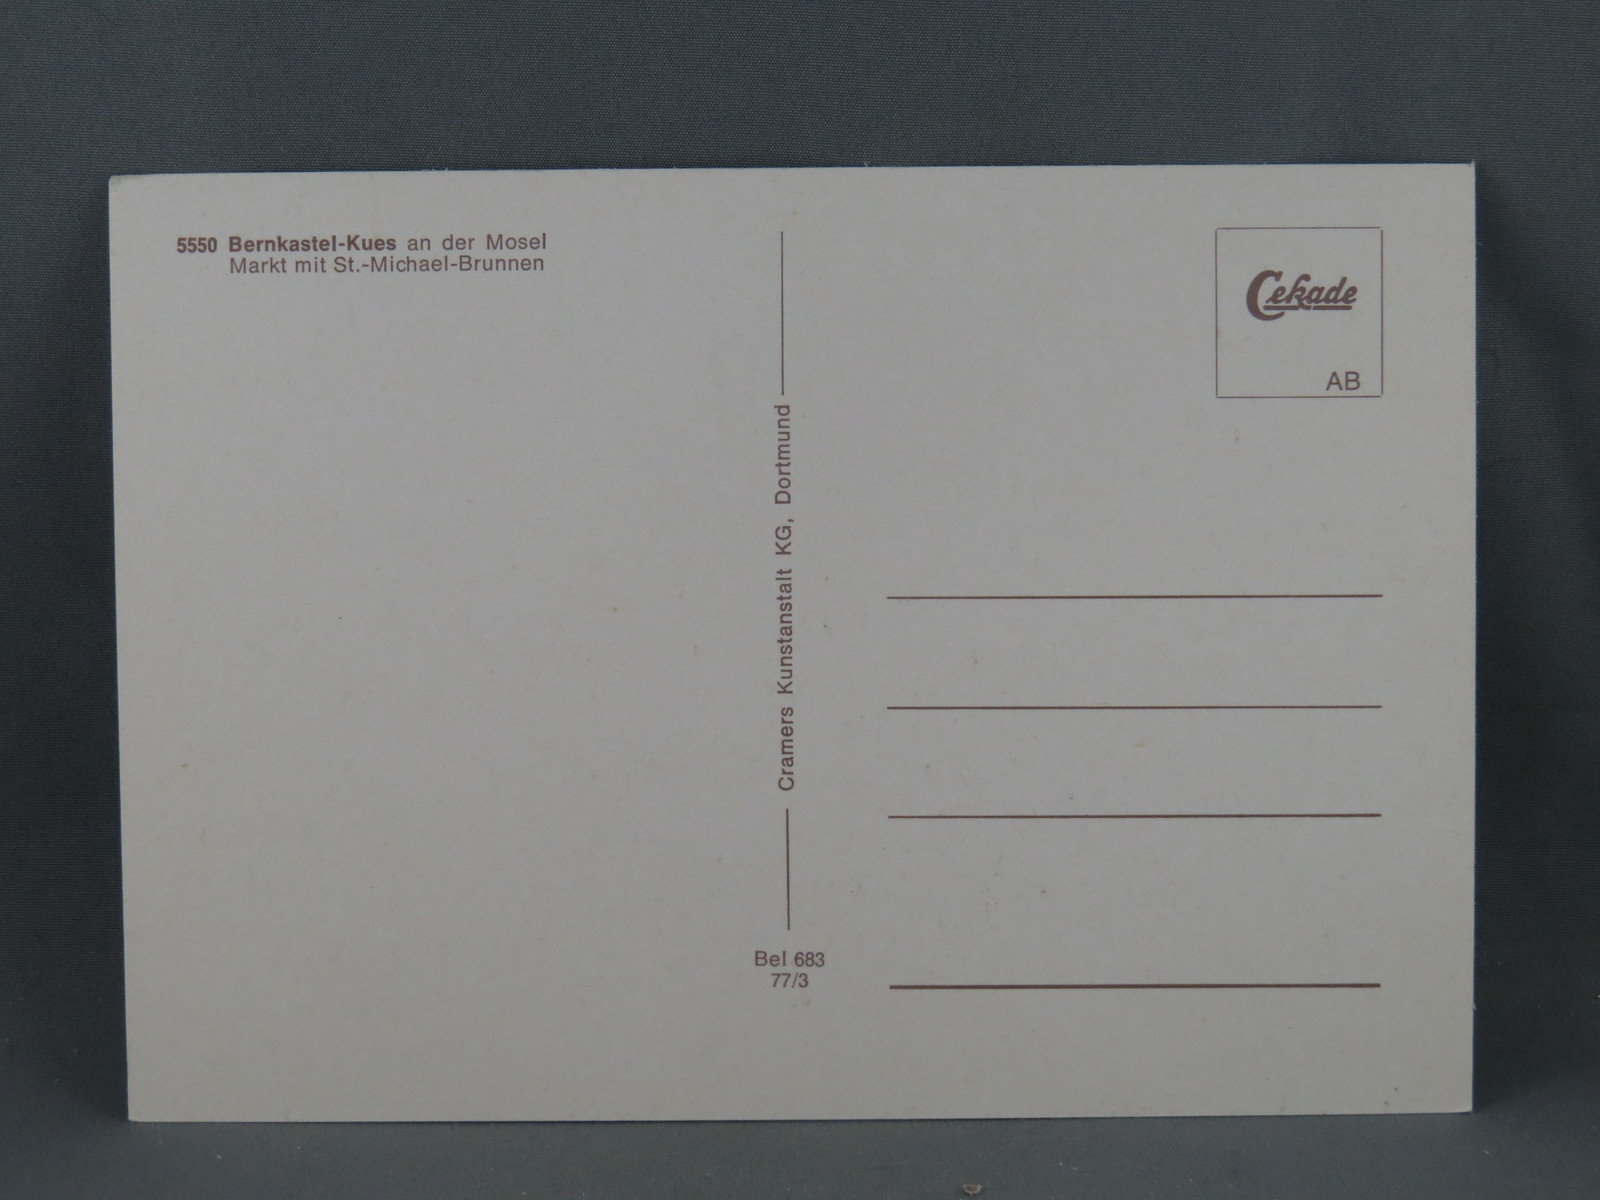 5550 Bernkastel-Kues an der Mosel
Markt mit St.-Michael-Brunnen
Cekade
AB
Cramers Kunstanstalt KG, Dortmund
Bel 683
77/3